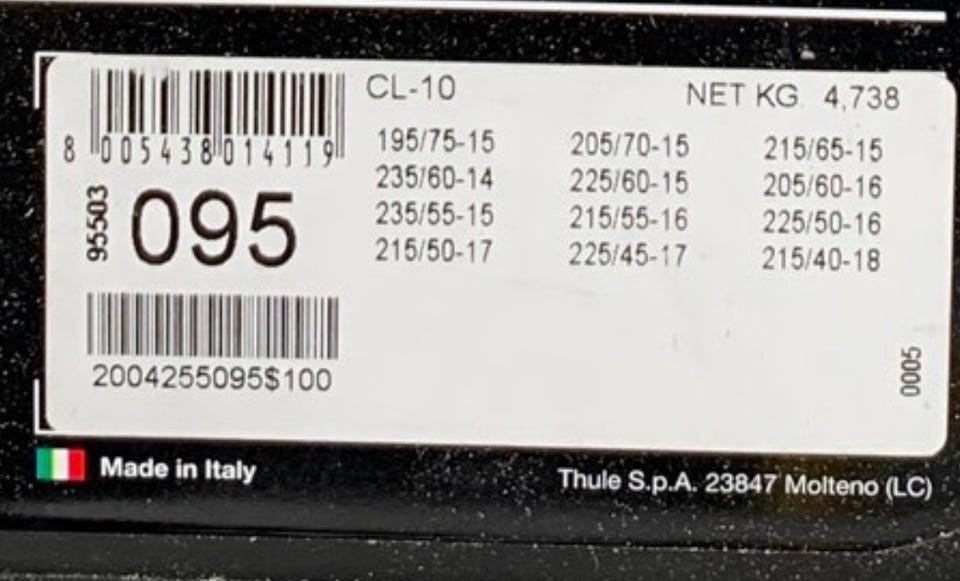 CL-10
NET KG 4,738
8 005438 014119
195/75-15 205/70-15 215/65-15
235/60-14 225/60-15 205/60-16
235/55-15 215/55-16 225/50-16
215/50-17 225/45-17 215/40-18
95503
095
2004255095$100
0005
Made in Italy
Thule S.p.A. 23847 Molteno (LC)